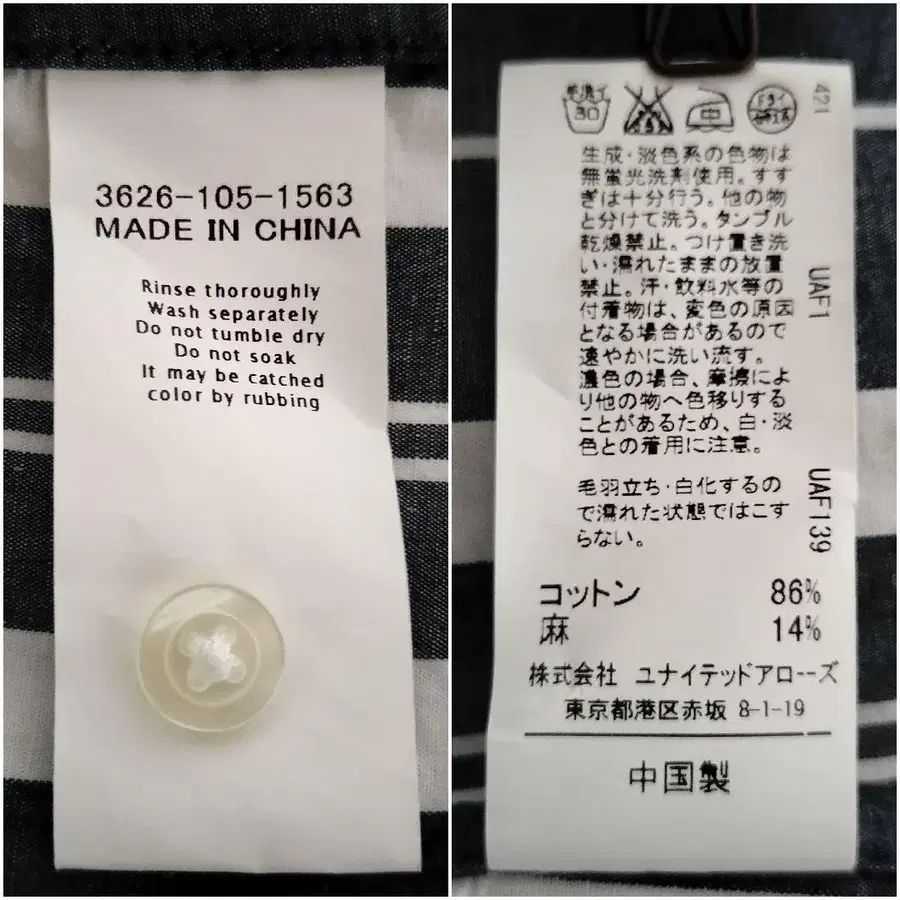 3626-105-1563
MADE IN CHINA
Rinse thoroughly
Wash separately
Do not tumble dry
Do not soak
It may be catched
color by rubbing
手洗イ
30
中
ドライ
421
生成・淡色系の色物は
無蛍光洗剤使用。すす
ぎは十分行う。他の物
と分けて洗う。タンブル
乾燥禁止。つけ置き洗
い・濡れたままの放置
禁止。汗・飲料水等の
付着物は、変色の原因
となる場合があるので
速やかに洗い流す。
濃色の場合、摩擦によ
り他の物へ色移りする
ことがあるため、白・淡
色との着用に注意。
UAF1
毛羽立ち・白化するの
で濡れた状態ではこす
らない。
UAF139
コットン 86%
麻 14%
株式会社 ユナイテッドアローズ
東京都港区赤坂 8-1-19
中国製